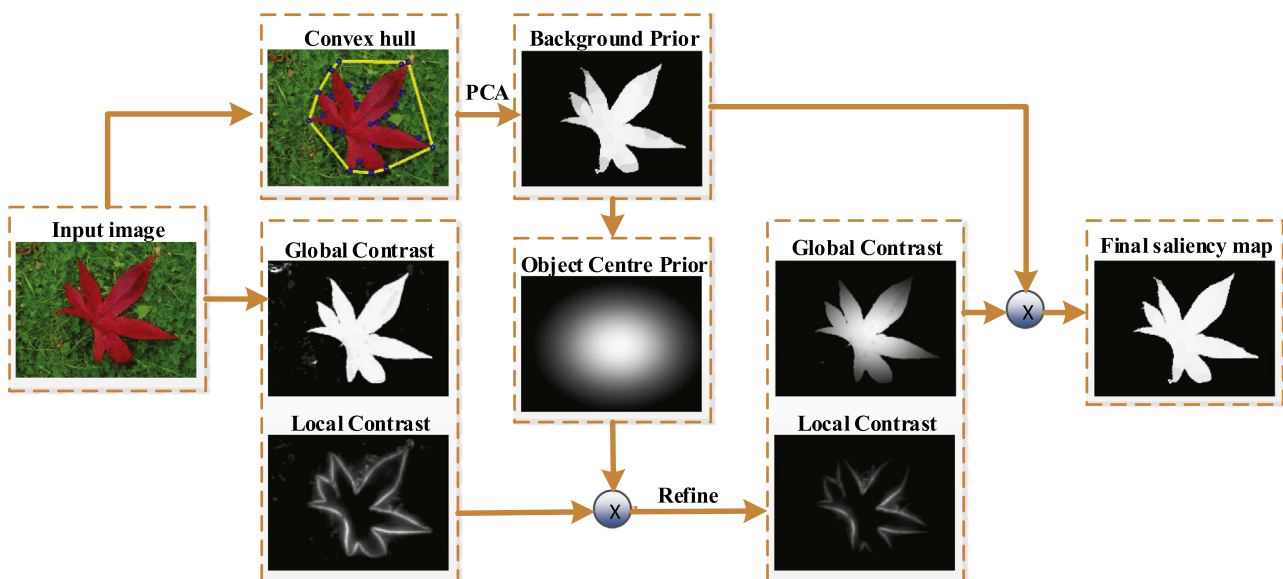 Convex hull
Background Prior
PCA
Input image
Global Contrast
Local Contrast
Object Centre Prior
X
Refine
Global Contrast
Local Contrast
X
Final saliency map